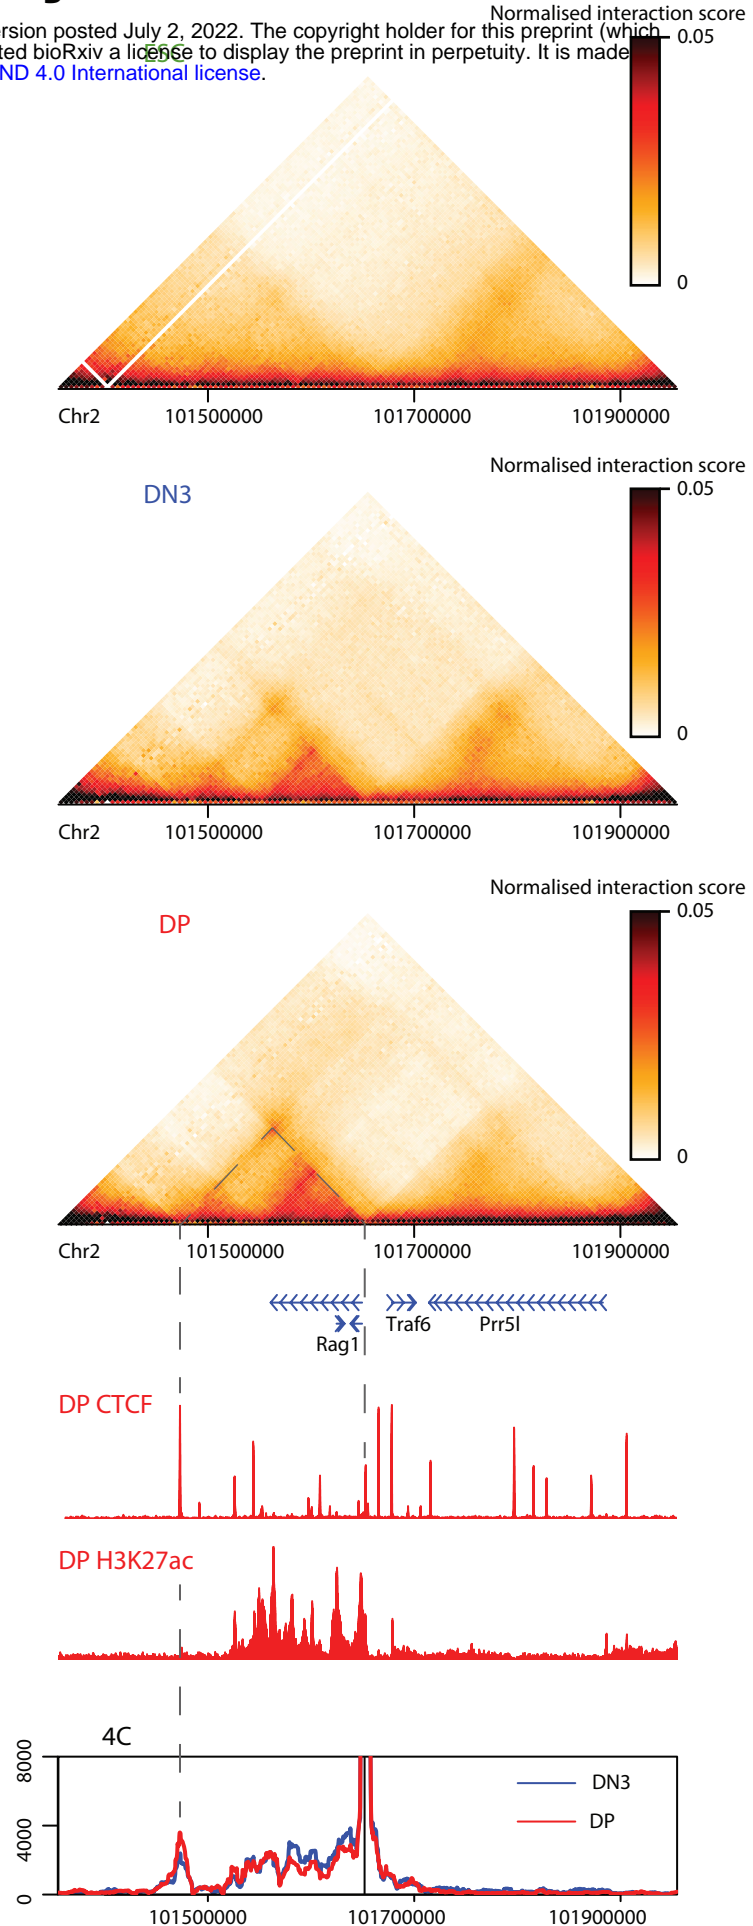 Normalised interaction score
ersion posted July 2, 2022. The copyright holder for this preprint (which
ted bioRxiv a license to display the preprint in perpetuity. It is made
ND 4.0 International license.
ESC
0.05
0
Chr2 101500000 101700000 101900000
Normalised interaction score
DN3
0.05
0
Chr2 101500000 101700000 101900000
Normalised interaction score
DP
0.05
0
Chr2 101500000 101700000 101900000
Traf6 Prr5l
Rag1
DP CTCF
DP H3K27ac
4C
8000
4000
0
DN3
DP
101500000 101700000 101900000